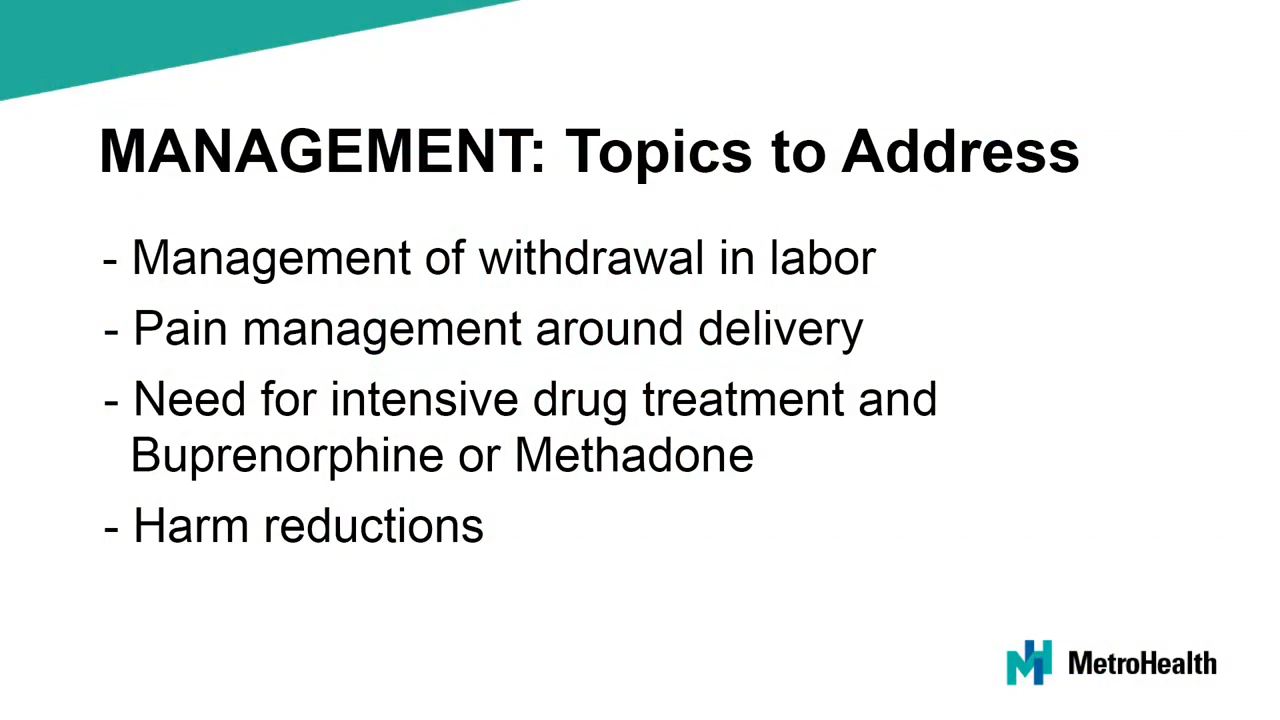 MANAGEMENT: Topics to Address
- Management of withdrawal in labor
- Pain management around delivery
- Need for intensive drug treatment and
Buprenorphine or Methadone
- Harm reductions
MetroHealth